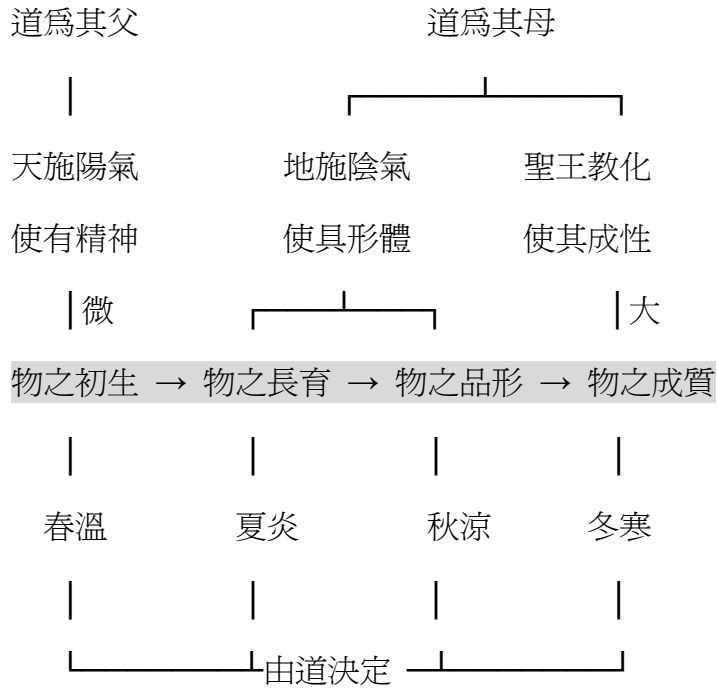 道爲其父 道爲其母
天施陽氣 地施陰氣 聖王教化
使有精神 使具形體 使其成性
微 大
物之初生 → 物之長育 → 物之品形 → 物之成質
春溫 夏炎 秋涼 冬寒
由道決定